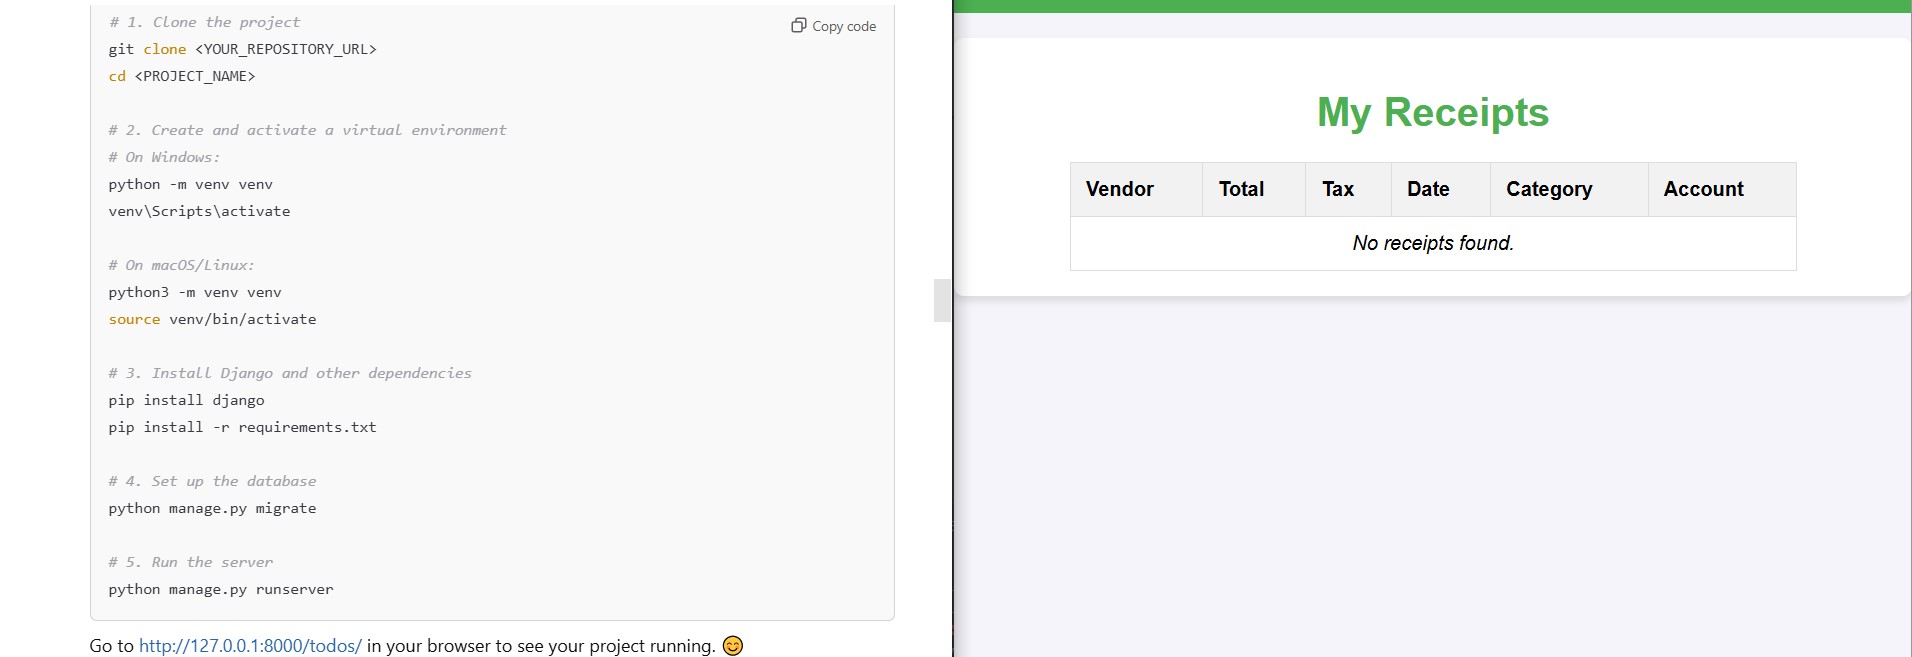 # 1. Clone the project
Copy code
git clone <YOUR_REPOSITORY_URL>
cd <PROJECT_NAME>
# 2. Create and activate a virtual environment
# On Windows:
python -m venv venv
venv\Scripts\activate
# On macOS/Linux:
python3 -m venv venv
source venv/bin/activate
# 3. Install Django and other dependencies
pip install django
pip install -r requirements.txt
# 4. Set up the database
python manage.py migrate
# 5. Run the server
python manage.py runserver
Go to http://127.0.0.1:8000/todos/ in your browser to see your project running. 😊
My Receipts
Vendor Total Tax Date Category Account
No receipts found.